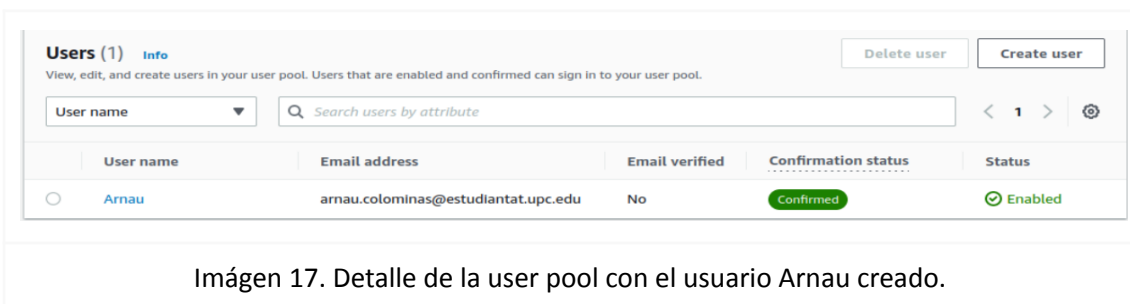 Users (1) Info
Delete user
Create user
View, edit, and create users in your user pool. Users that are enabled and confirmed can sign in to your user pool.
User name
Search users by attribute
< 1 >
User name Email address Email verified Confirmation status Status
Arnau arnau.colominas@estudiantat.upc.edu No Confirmed Enabled
Imágen 17. Detalle de la user pool con el usuario Arnau creado.